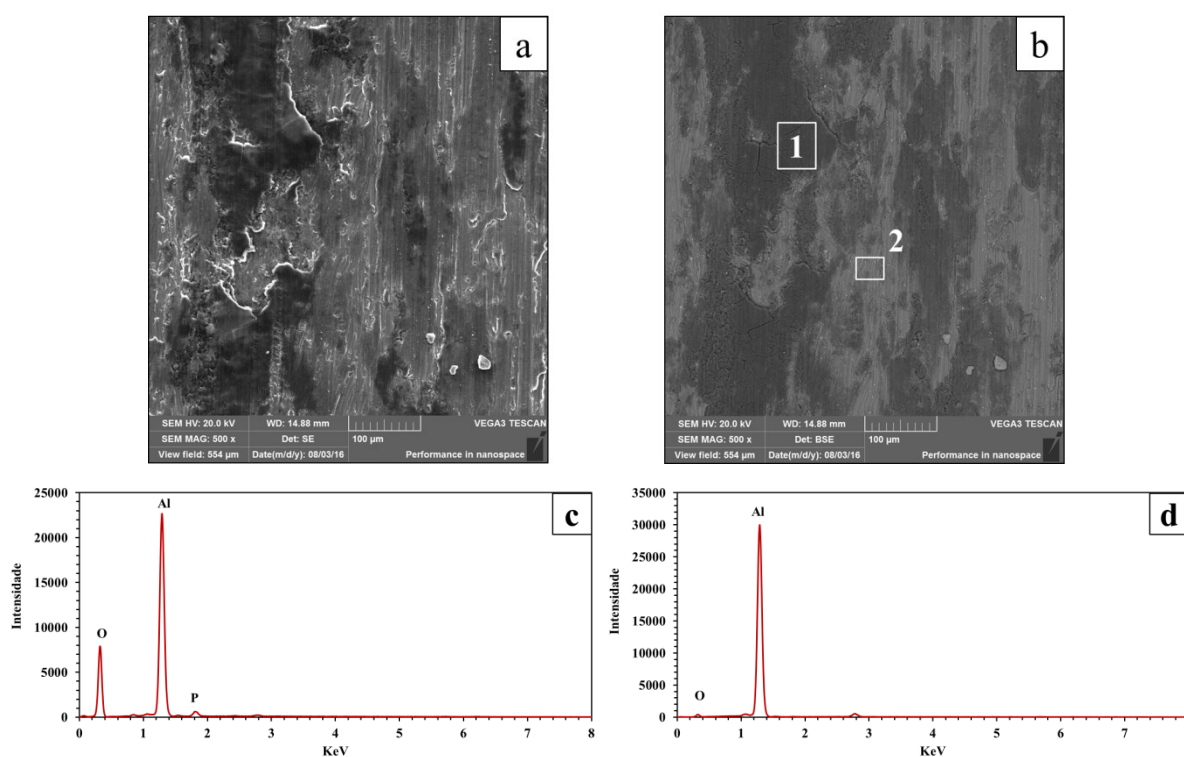 a
SEM HV: 20.0 kV WD: 14.88 mm VEGA3 TESCAN
SEM MAG: 500 x Det: SE 100 µm
View field: 554 µm Date(m/d/y): 08/03/16 Performance in nanospace
b
1
2
SEM HV: 20.0 kV WD: 14.88 mm VEGA3 TESCAN
SEM MAG: 500 x Det: BSE 100 µm
View field: 554 µm Date(m/d/y): 08/03/16 Performance in nanospace
c
Intensidade
25000
20000
15000
10000
5000
0
O
Al
P
0 1 2 3 4 5 6 7 8
KeV
d
Intensidade
35000
30000
25000
20000
15000
10000
5000
0
O
Al
0 1 2 3 4 5 6 7
KeV